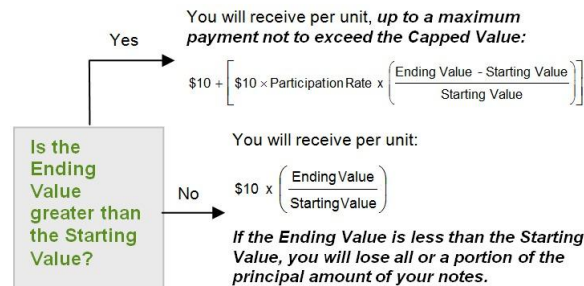 You will receive per unit, up to a maximum
payment not to exceed the Capped Value:
Yes
$10 + [ $10 × Participation Rate x ( Ending Value - Starting Value / Starting Value ) ]
Is the
Ending
Value
greater than
the Starting
Value?
No
You will receive per unit:
$10 x ( Ending Value / Starting Value )
If the Ending Value is less than the Starting
Value, you will lose all or a portion of the
principal amount of your notes.